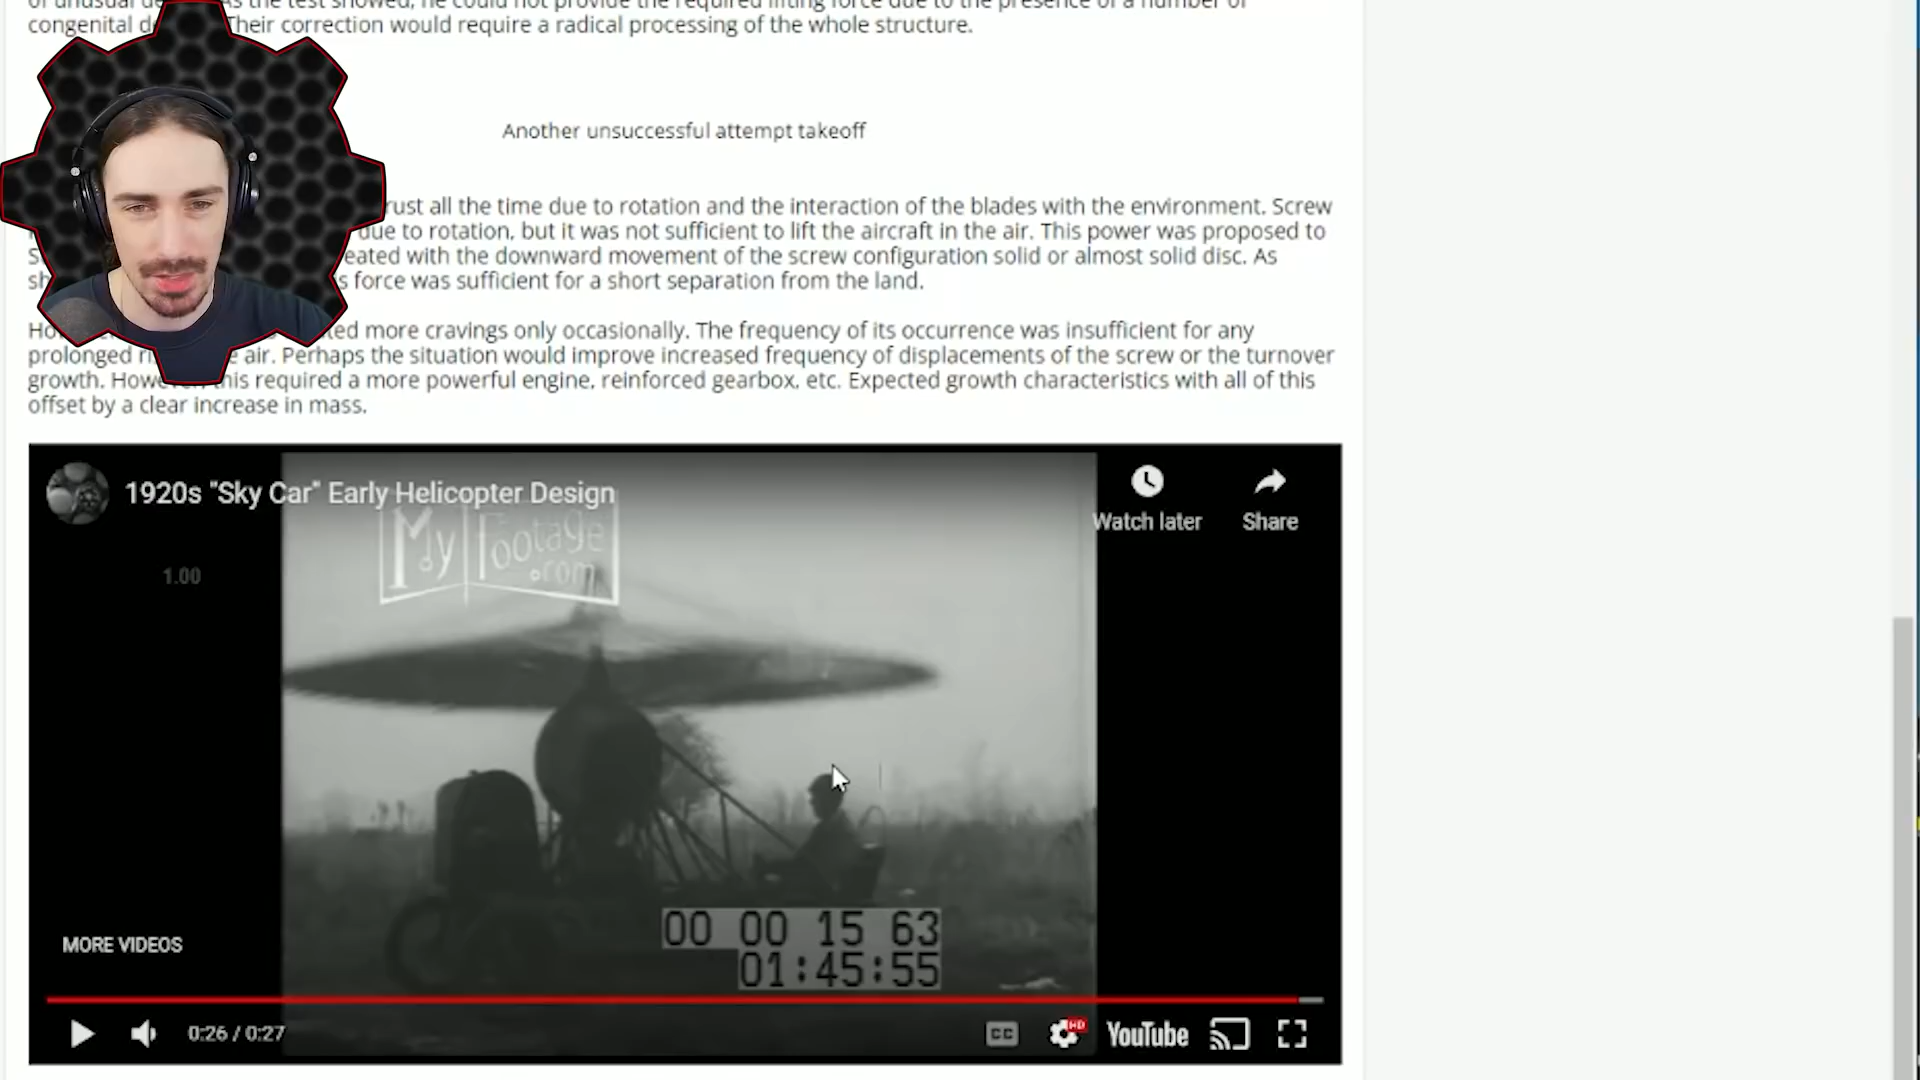 congenital d Their correction would require a radical processing of the whole structure.
Another unsuccessful attempt takeoff
rust all the time due to rotation and the interaction of the blades with the environment. Screw
due to rotation, but it was not sufficient to lift the aircraft in the air. This power was proposed to
S eated with the downward movement of the screw configuration solid or almost solid disc. As
sh s force was sufficient for a short separation from the land.
Ho ted more cravings only occasionally. The frequency of its occurrence was insufficient for any
prolonged ri e air. Perhaps the situation would improve increased frequency of displacements of the screw or the turnover
growth. Howe his required a more powerful engine, reinforced gearbox, etc. Expected growth characteristics with all of this
offset by a clear increase in mass.
1920s "Sky Car" Early Helicopter Design
Watch later
Share
My Footage
.com
1.00
00 00 15 63
01:45:55
MORE VIDEOS
0:26 / 0:27
CC
HD
YouTube